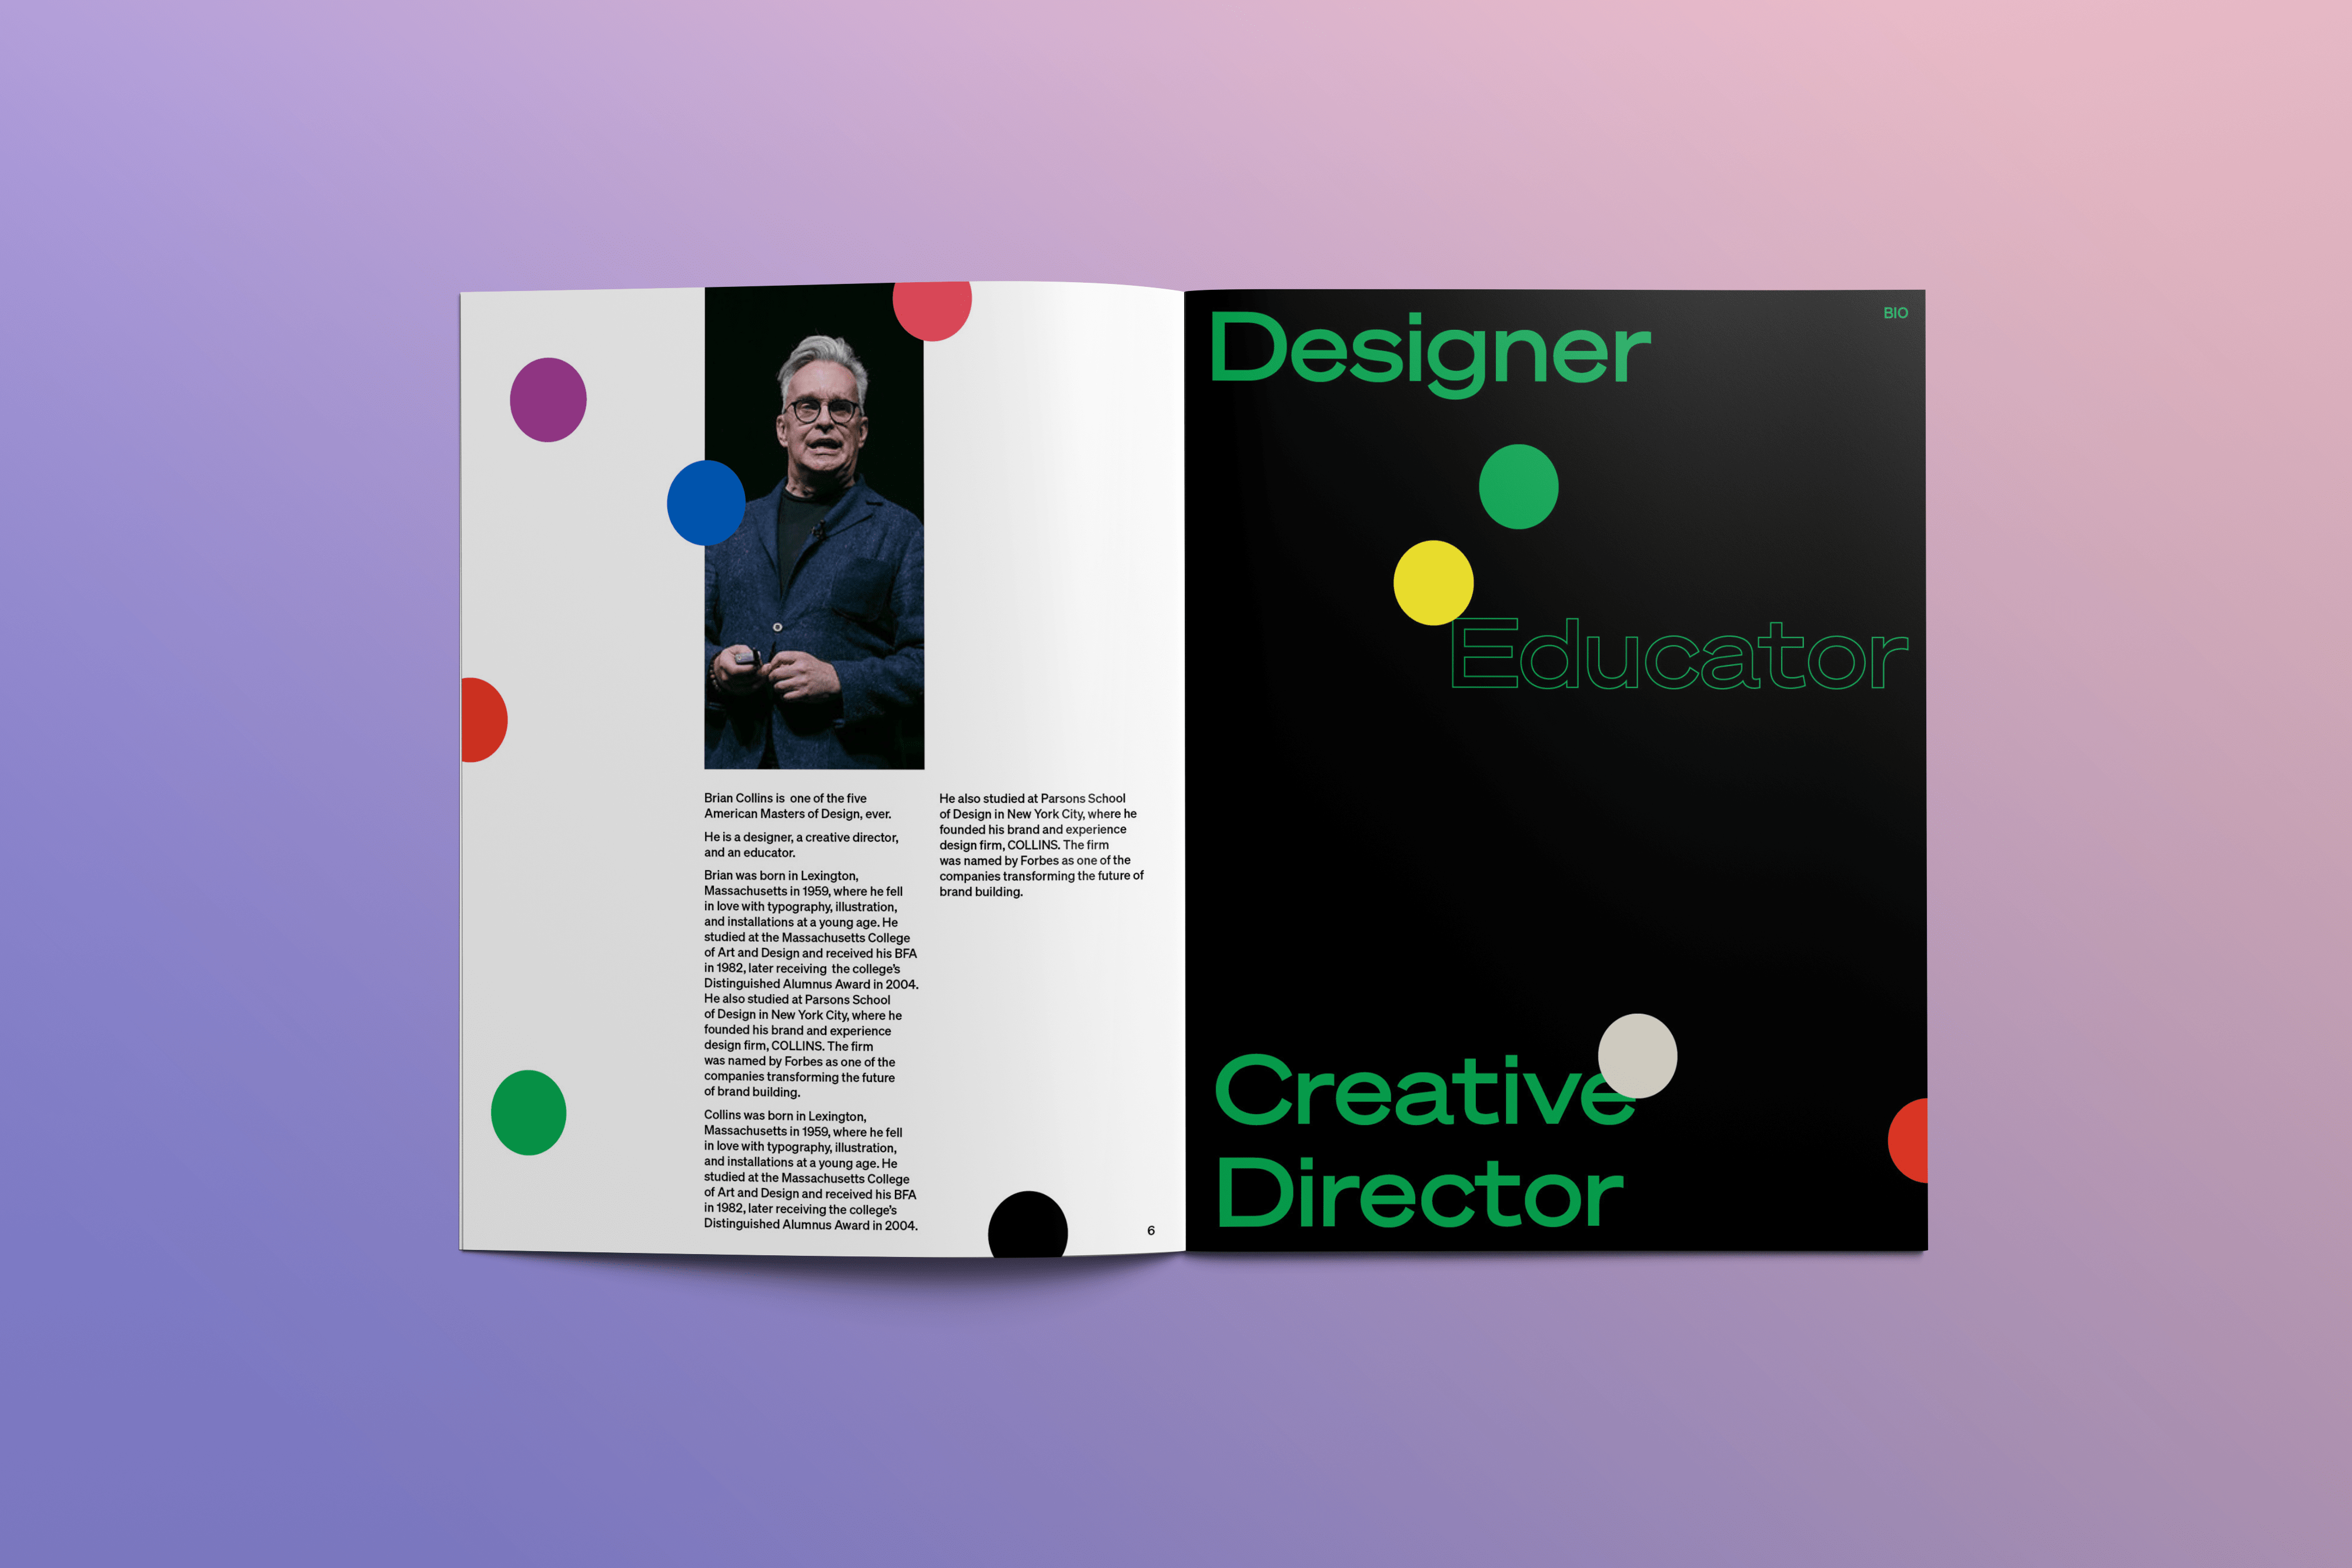 Brian Collins is  one of the five
American Masters of Design, ever.
He is a designer, a creative director,
and an educator.
Brian was born in Lexington,
Massachusetts in 1959, where he fell
in love with typography, illustration,
and installations at a young age. He
studied at the Massachusetts College
of Art and Design and received his BFA
in 1982, later receiving  the college's
Distinguished Alumnus Award in 2004.
He also studied at Parsons School
of Design in New York City, where he
founded his brand and experience
design firm, COLLINS. The firm
was named by Forbes as one of the
companies transforming the future
of brand building.
Collins was born in Lexington,
Massachusetts in 1959, where he fell
in love with typography, illustration,
and installations at a young age. He
studied at the Massachusetts College
of Art and Design and received his BFA
in 1982, later receiving the college's
Distinguished Alumnus Award in 2004.
He also studied at Parsons School
of Design in New York City, where he
founded his brand and experience
design firm, COLLINS. The firm
was named by Forbes as one of the
companies transforming the future of
brand building.
6
BIO
Designer
Educator
Creative
Director